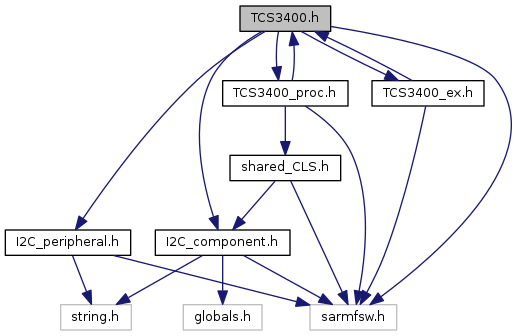 TCS3400.h
TCS3400_proc.h
TCS3400_ex.h
shared_CLS.h
I2C_peripheral.h
I2C_component.h
string.h
globals.h
sarmfsw.h